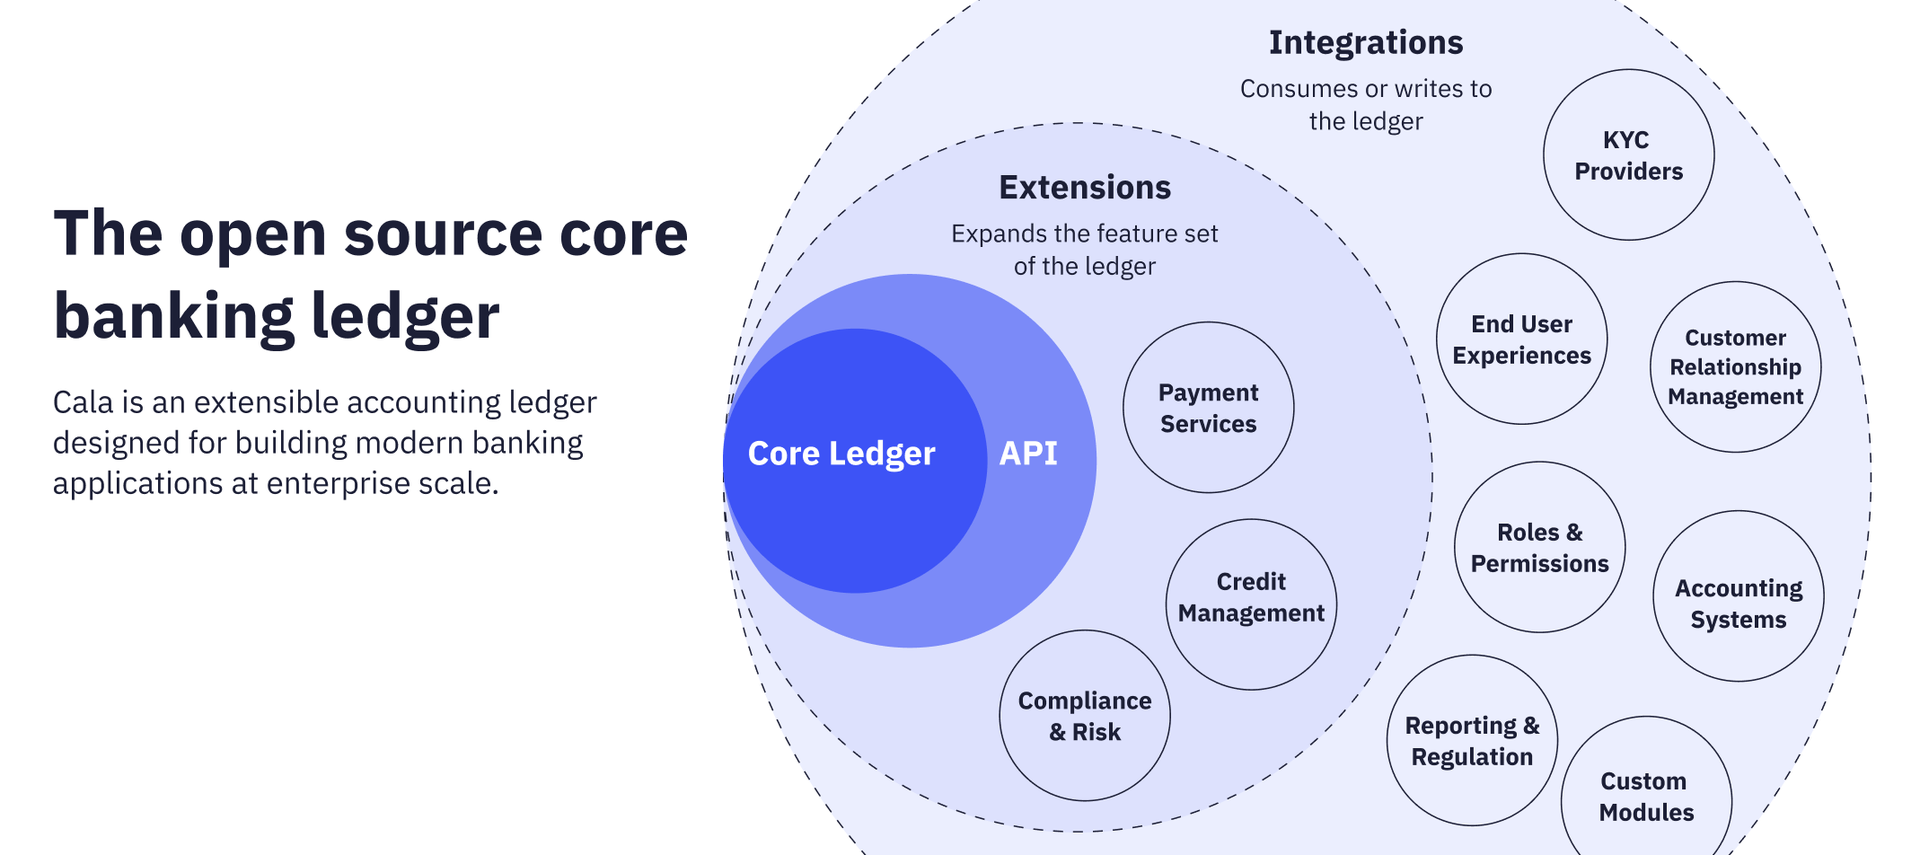 The open source core
banking ledger
Cala is an extensible accounting ledger
designed for building modern banking
applications at enterprise scale.
Integrations
Consumes or writes to
the ledger
Extensions
Expands the feature set
of the ledger
Core Ledger
API
Payment
Services
Credit
Management
Compliance
& Risk
KYC
Providers
End User
Experiences
Customer
Relationship
Management
Roles &
Permissions
Accounting
Systems
Reporting &
Regulation
Custom
Modules